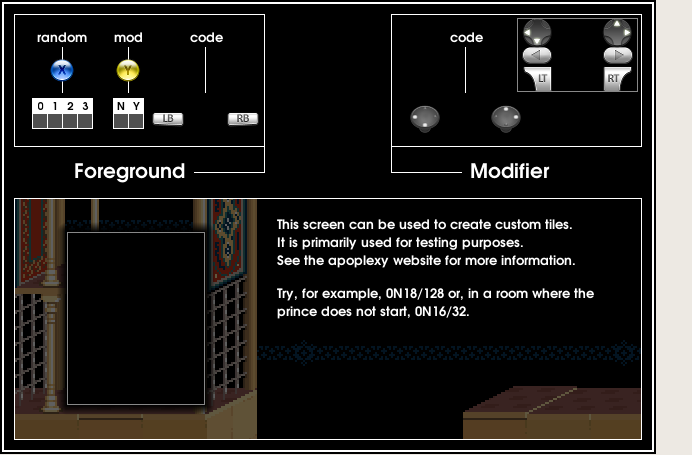 random mod code
X Y
0 1 2 3 N Y
LB RB
Foreground
code
LT RT
Modifier
This screen can be used to create custom tiles.
It is primarily used for testing purposes.
See the apoplexy website for more information.
Try, for example, 0N18/128 or, in a room where the
prince does not start, 0N16/32.